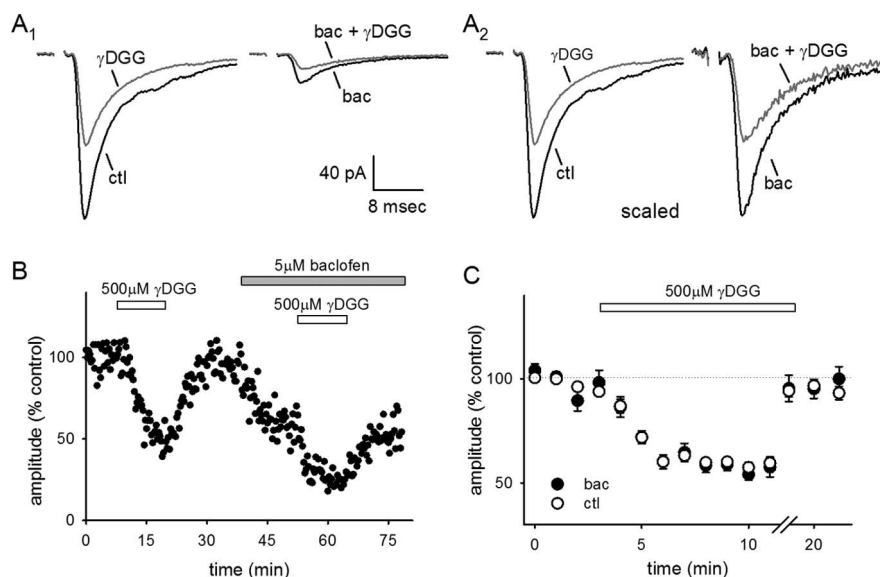 A1
γDGG
ctl
bac + γDGG
bac
40 pA
8 msec
A2
γDGG
ctl
bac + γDGG
bac
scaled
B
5μM baclofen
500μM γDGG
500μM γDGG
amplitude (% control)
100
50
0
0 15 30 45 60 75
time (min)
C
500μM γDGG
amplitude (% control)
100
50
bac
ctl
0 5 10 20
time (min)